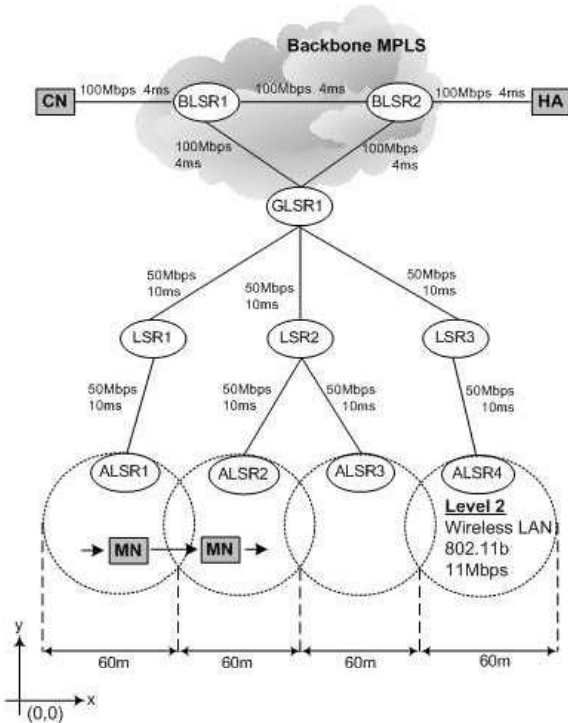 Backbone MPLS
CN
100Mbps 4ms
BLSR1
100Mbps 4ms
BLSR2
100Mbps 4ms
HA
100Mbps
4ms
100Mbps
4ms
GLSR1
50Mbps
10ms
50Mbps
10ms
50Mbps
10ms
LSR1
LSR2
LSR3
50Mbps
10ms
50Mbps
10ms
50Mbps
10ms
50Mbps
10ms
ALSR1
ALSR2
ALSR3
ALSR4
Level 2
Wireless LAN
802.11b
11Mbps
MN
MN
60m
60m
60m
60m
y
x
(0,0)